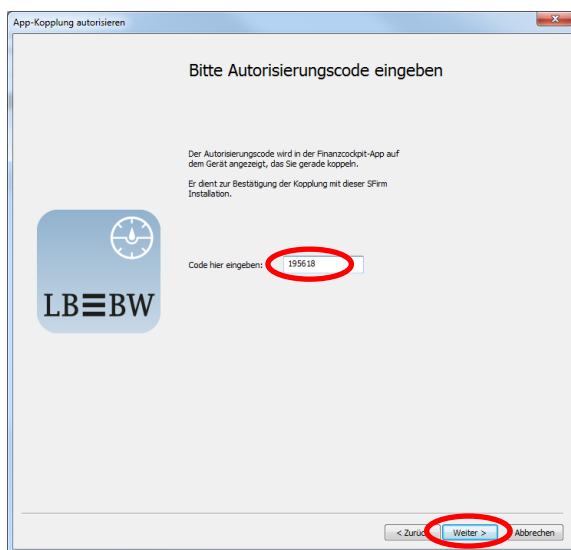 App-Kopplung autorisieren
Bitte Autorisierungscode eingeben
Der Autorisierungscode wird in der Finanzcockpit-App auf
dem Gerät angezeigt, das Sie gerade koppeln.
Er dient zur Bestätigung der Kopplung mit dieser SFirm
Installation.
Code hier eingeben: 195618
LB☰BW
< Zurück Weiter > Abbrechen